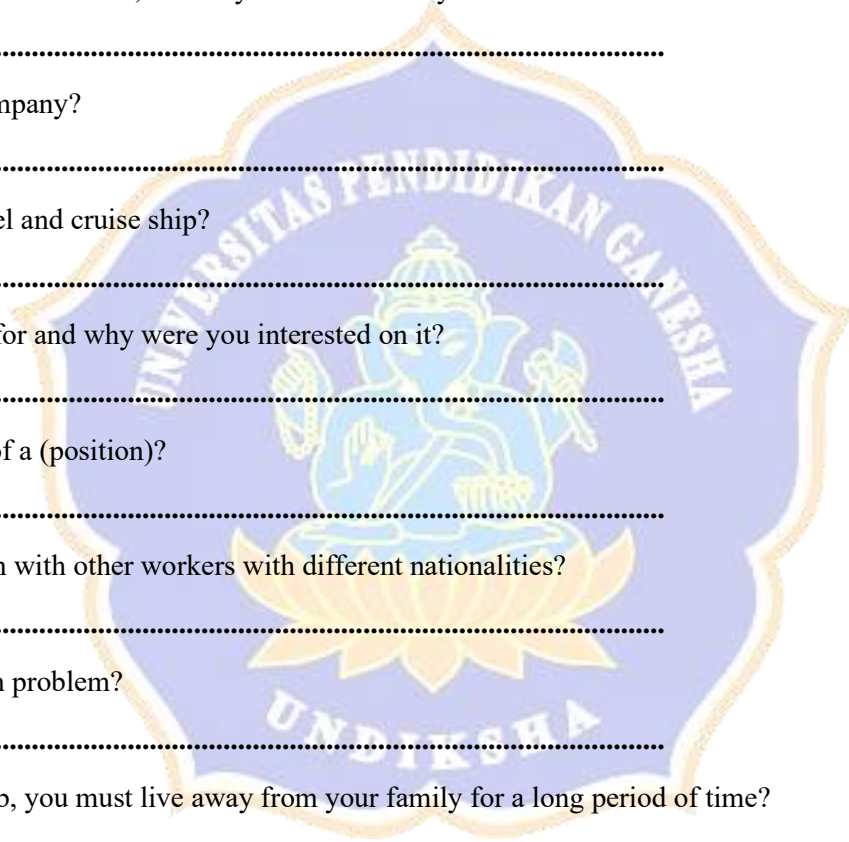 ..........
mpany?
..........
el and cruise ship?
..........
for and why were you interested on it?
..........
of a (position)?
..........
n with other workers with different nationalities?
..........
n problem?
..........
b, you must live away from your family for a long period of time?
UNIVERSITAS PENDIDIKAN GANESHA
UNDIKSHA